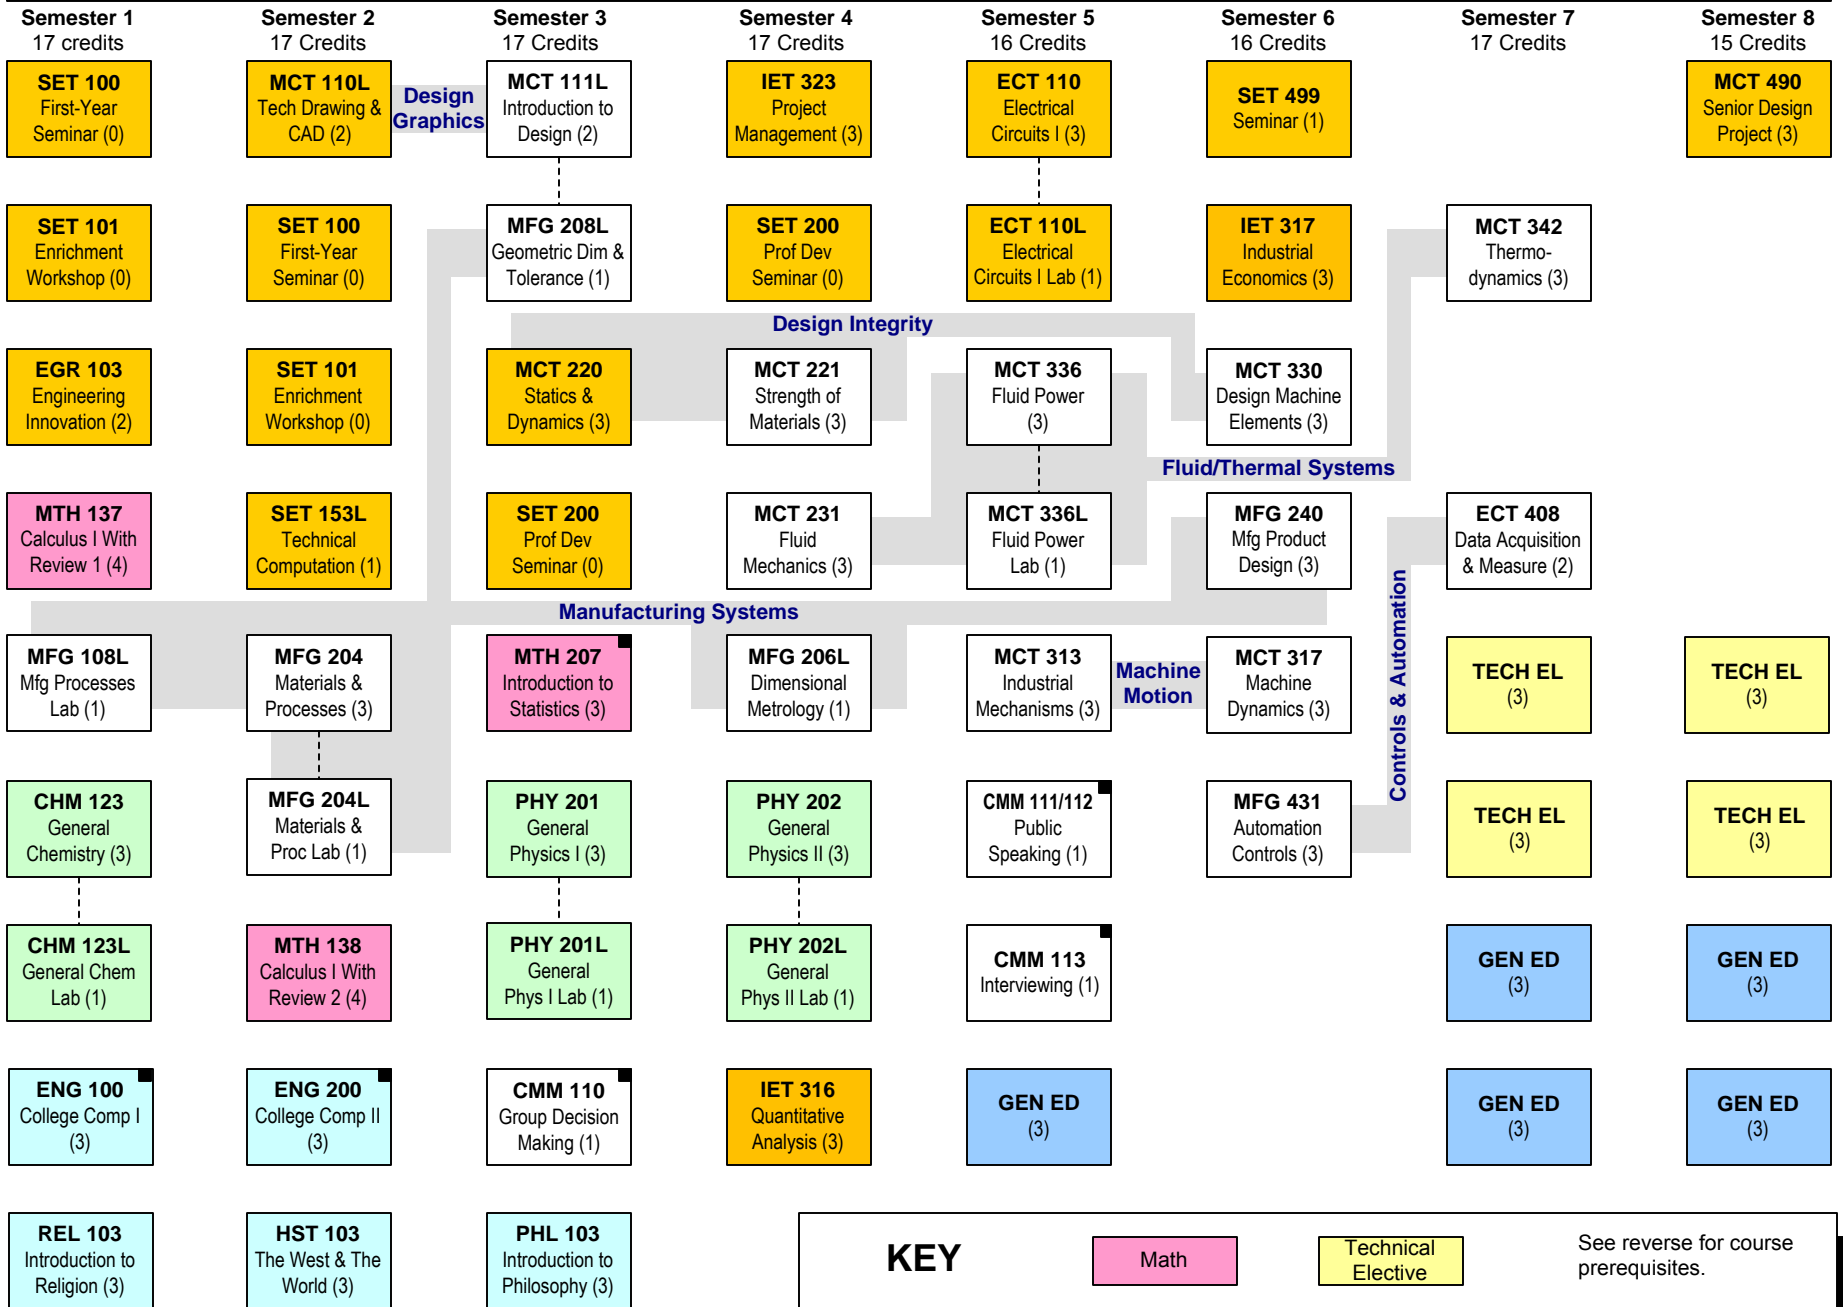 Semester 1
17 credits
Semester 2
17 Credits
Semester 3
17 Credits
Semester 4
17 Credits
Semester 5
16 Credits
Semester 6
16 Credits
Semester 7
17 Credits
Semester 8
15 Credits
SET 100
First-Year
Seminar (0)
MCT 110L
Tech Drawing &
CAD (2)
Design
Graphics
MCT 111L
Introduction to
Design (2)
IET 323
Project
Management (3)
ECT 110
Electrical
Circuits I (3)
SET 499
Seminar (1)
MCT 490
Senior Design
Project (3)
SET 101
Enrichment
Workshop (0)
SET 100
First-Year
Seminar (0)
MFG 208L
Geometric Dim &
Tolerance (1)
SET 200
Prof Dev
Seminar (0)
ECT 110L
Electrical
Circuits I Lab (1)
IET 317
Industrial
Economics (3)
MCT 342
Thermo-
dynamics (3)
Design Integrity
EGR 103
Engineering
Innovation (2)
SET 101
Enrichment
Workshop (0)
MCT 220
Statics &
Dynamics (3)
MCT 221
Strength of
Materials (3)
MCT 336
Fluid Power
(3)
MCT 330
Design Machine
Elements (3)
Fluid/Thermal Systems
MTH 137
Calculus I With
Review 1 (4)
SET 153L
Technical
Computation (1)
SET 200
Prof Dev
Seminar (0)
MCT 231
Fluid
Mechanics (3)
MCT 336L
Fluid Power
Lab (1)
MFG 240
Mfg Product
Design (3)
ECT 408
Data Acquisition
& Measure (2)
Manufacturing Systems
Controls & Automation
MFG 108L
Mfg Processes
Lab (1)
MFG 204
Materials &
Processes (3)
MTH 207
Introduction to
Statistics (3)
MFG 206L
Dimensional
Metrology (1)
MCT 313
Industrial
Mechanisms (3)
Machine
Motion
MCT 317
Machine
Dynamics (3)
TECH EL
(3)
TECH EL
(3)
CHM 123
General
Chemistry (3)
MFG 204L
Materials &
Proc Lab (1)
PHY 201
General
Physics I (3)
PHY 202
General
Physics II (3)
CMM 111/112
Public
Speaking (1)
MFG 431
Automation
Controls (3)
TECH EL
(3)
TECH EL
(3)
CHM 123L
General Chem
Lab (1)
MTH 138
Calculus I With
Review 2 (4)
PHY 201L
General
Phys I Lab (1)
PHY 202L
General
Phys II Lab (1)
CMM 113
Interviewing (1)
GEN ED
(3)
GEN ED
(3)
ENG 100
College Comp I
(3)
ENG 200
College Comp II
(3)
CMM 110
Group Decision
Making (1)
IET 316
Quantitative
Analysis (3)
GEN ED
(3)
GEN ED
(3)
GEN ED
(3)
REL 103
Introduction to
Religion (3)
HST 103
The West & The
World (3)
PHL 103
Introduction to
Philosophy (3)
KEY
Math
Technical
Elective
See reverse for course
prerequisites.